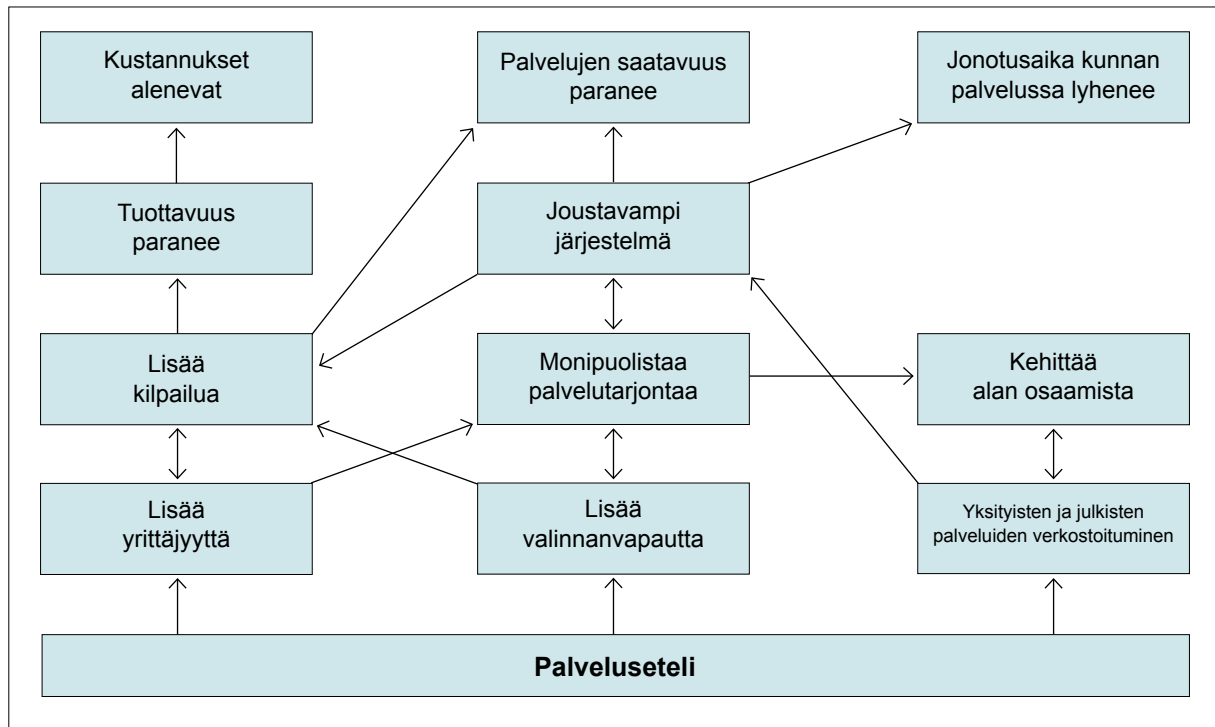 Kustannukset
alenevat
Palvelujen saatavuus
paranee
Jonotusaika kunnan
palvelussa lyhenee
Tuottavuus
paranee
Joustavampi
järjestelmä
Lisää
kilpailua
Monipuolistaa
palvelutarjontaa
Kehittää
alan osaamista
Lisää
yrittäjyyttä
Lisää
valinnanvapautta
Yksityisten ja julkisten
palveluiden verkostoituminen
Palveluseteli